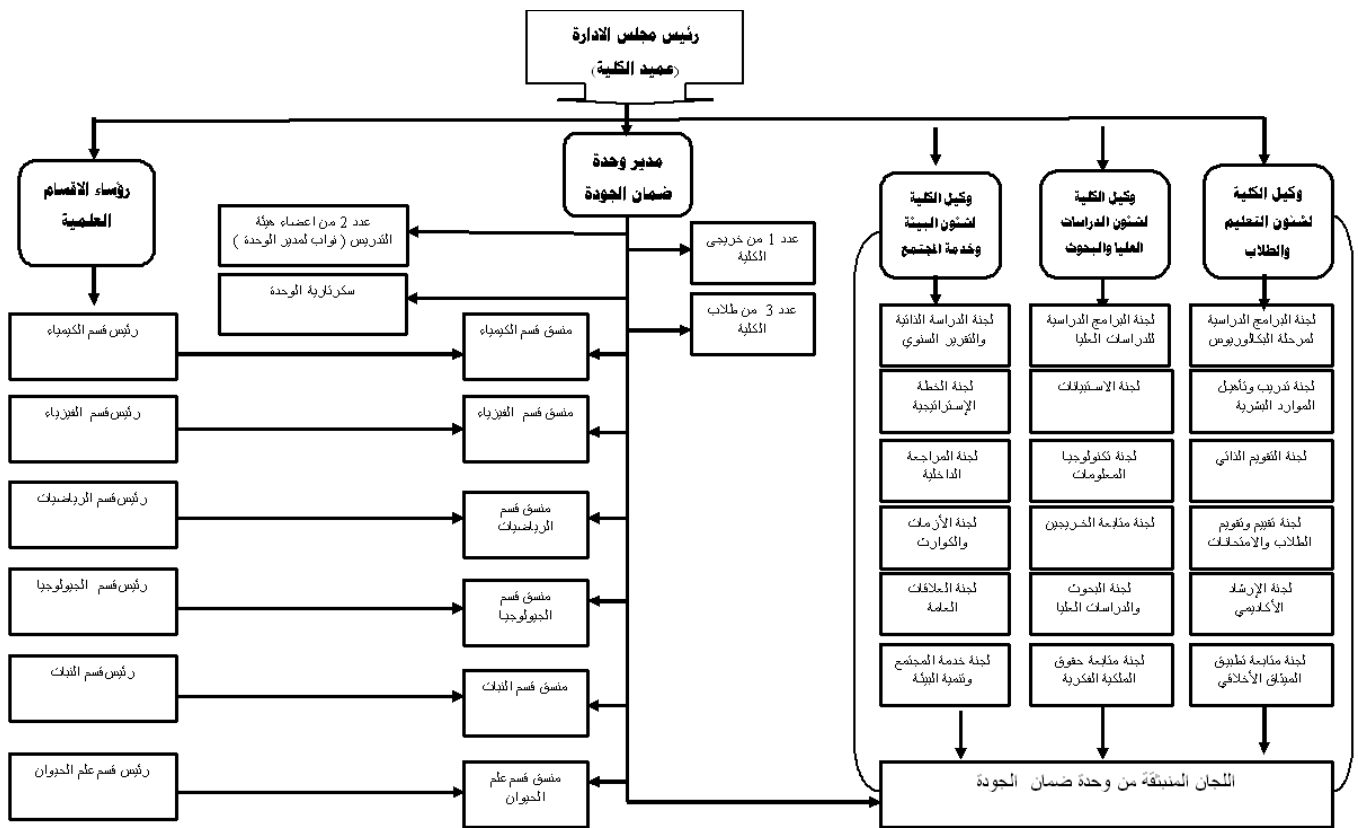 رئيس مجلس الادارة
(عميد الكلية)
وكيل الكلية
لشئون التعليم
والطلاب
وكيل الكلية
لشئون الدراسات
العليا والبحوث
وكيل الكلية
لشئون البيئة
وخدمة المجتمع
مدير وحدة
ضمان الجودة
رؤساء الاقسام
العلمية
عدد 1 من خريجى
الكلية
عدد 3 من طلاب
الكلية
عدد 2 من اعضاء هيئة
التدريس ( نواب لمدير الوحدة )
سكرتارية الوحدة
لجنة البرامج الدراسية
لمرحلة البكالوريوس
لجنة تدريب وتأهيل
الموارد البشرية
لجنة التقويم الذاتي
لجنة تقييم وتقويم
الطلاب والامتحانات
لجنة الإرشاد
الأكاديمي
لجنة متابعة تطبيق
الميثاق الأخلاقي
لجنة البرامج الدراسية
للدراسات العليا
لجنة الاستبيانات
لجنة تكنولوجيا
المعلومات
لجنة متابعة الخريجين
لجنة البحوث
والدراسات العليا
لجنة متابعة حقوق
الملكية الفكرية
لجنة الدراسة الذاتية
والتقرير السنوي
لجنة الخطة
الإستراتيجية
لجنة المراجعة
الداخلية
لجنة الأزمات
والكوارث
لجنة العلاقات
العامة
لجنة خدمة المجتمع
وتنمية البيئة
منسق قسم الكيمياء
منسق قسم الفيزياء
منسق قسم
الرياضيات
منسق قسم
الجيولوجيا
منسق قسم النبات
منسق قسم علم
الحيوان
رئيس قسم الكيمياء
رئيس قسم الفيزياء
رئيس قسم الرياضيات
رئيس قسم الجيولوجيا
رئيس قسم النبات
رئيس قسم علم الحيوان
اللجان المنبثقة من وحدة ضمان الجودة